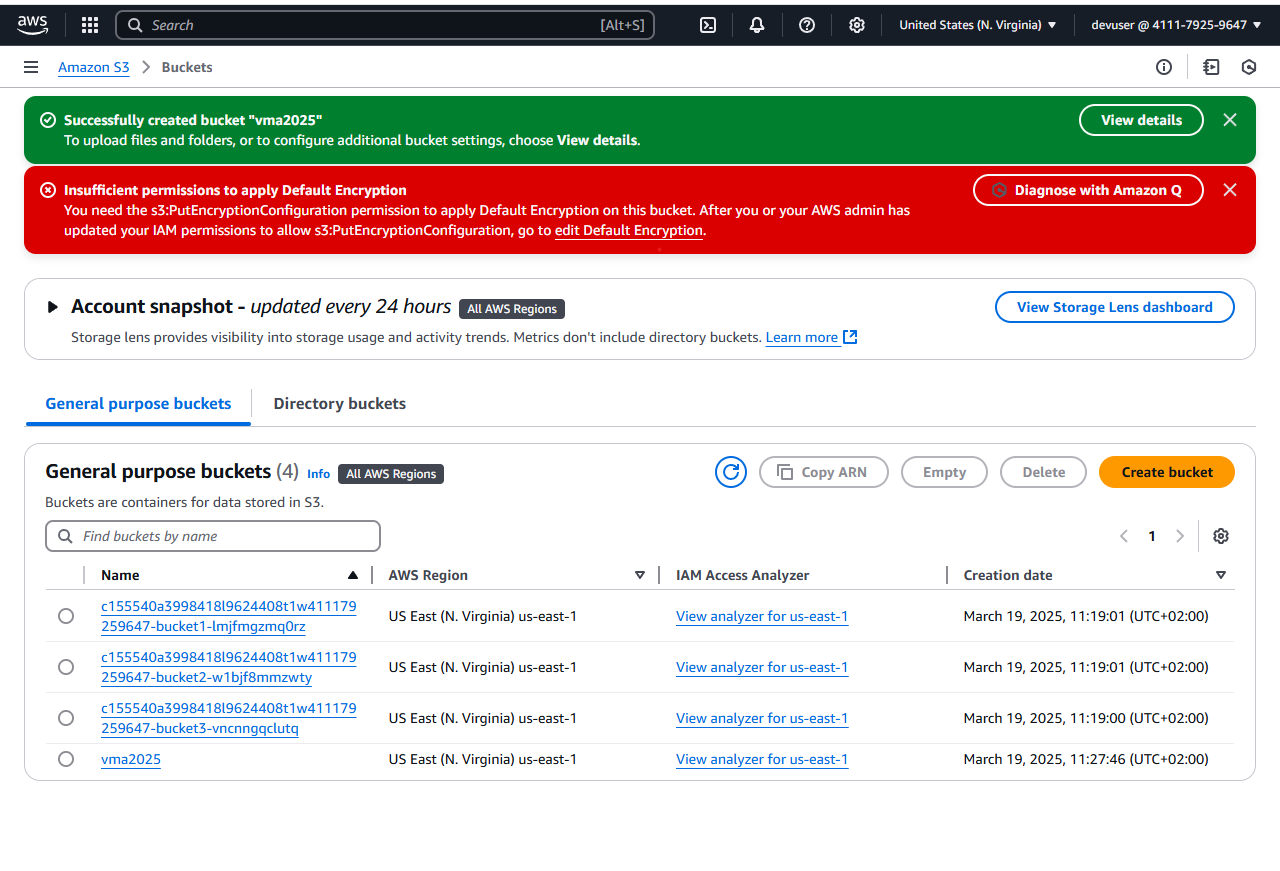 aws
Search [Alt+S]
United States (N. Virginia)
devuser @ 4111-7925-9647
Amazon S3 > Buckets
Successfully created bucket "vma2025"
To upload files and folders, or to configure additional bucket settings, choose View details.
View details
Insufficient permissions to apply Default Encryption
You need the s3:PutEncryptionConfiguration permission to apply Default Encryption on this bucket. After you or your AWS admin has
updated your IAM permissions to allow s3:PutEncryptionConfiguration, go to edit Default Encryption.
Diagnose with Amazon Q
Account snapshot - updated every 24 hours All AWS Regions
Storage lens provides visibility into storage usage and activity trends. Metrics don't include directory buckets. Learn more
View Storage Lens dashboard
General purpose buckets
Directory buckets
General purpose buckets (4) Info All AWS Regions
Copy ARN
Empty
Delete
Create bucket
Buckets are containers for data stored in S3.
Find buckets by name
1
Name AWS Region IAM Access Analyzer Creation date
c155540a3998418l9624408t1w411179
259647-bucket1-lmjfmgzmq0rz
US East (N. Virginia) us-east-1 View analyzer for us-east-1 March 19, 2025, 11:19:01 (UTC+02:00)
c155540a3998418l9624408t1w411179
259647-bucket2-w1bjf8mmzwty
US East (N. Virginia) us-east-1 View analyzer for us-east-1 March 19, 2025, 11:19:01 (UTC+02:00)
c155540a3998418l9624408t1w411179
259647-bucket3-vncnngqclutq
US East (N. Virginia) us-east-1 View analyzer for us-east-1 March 19, 2025, 11:19:00 (UTC+02:00)
vma2025 US East (N. Virginia) us-east-1 View analyzer for us-east-1 March 19, 2025, 11:27:46 (UTC+02:00)